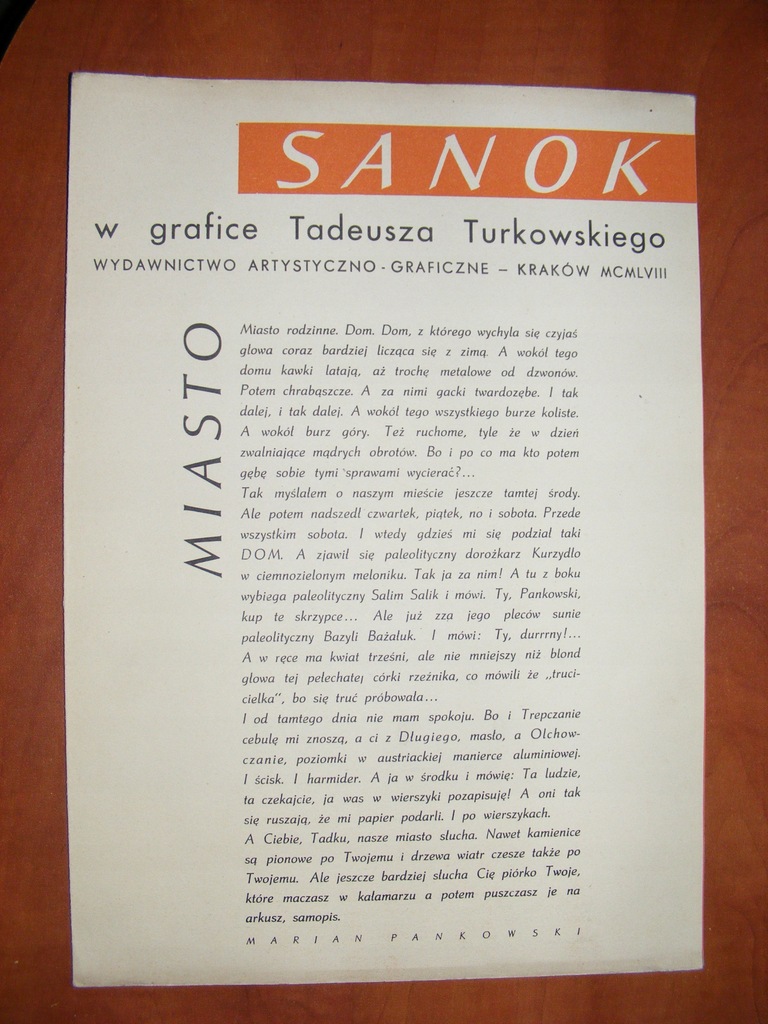 SANOK
w grafice Tadeusza Turkowskiego
WYDAWNICTWO ARTYSTYCZNO-GRAFICZNE – KRAKÓW MCMLVIII
MIASTO
Miasto rodzinne. Dom. Dom, z którego wychyla się czyjaś
głowa coraz bardziej licząca się z zimą. A wokół tego
domu kawki latają, aż trochę metalowe od dzwonów.
Potem chrabąszcze. A za nimi gacki twardozębe. I tak
dalej, i tak dalej. A wokół tego wszystkiego burze koliste.
A wokół burz góry. Też ruchome, tyle że w dzień
zwalniające mądrych obrotów. Bo i po co ma kto potem
gębę sobie tymi sprawami wycierać?...
Tak myślałem o naszym mieście jeszcze tamtej środy.
Ale potem nadszedł czwartek, piątek, no i sobota. Przede
wszystkim sobota. I wtedy gdzieś mi się podział taki
DOM. A zjawił się paleolityczny dorożkarz Kurzydło
w ciemnozielonym meloniku. Tak ja za nim! A tu z boku
wybiega paleolityczny Salim Salik i mówi. Ty, Pankowski,
kup te skrzypce... Ale już zza jego pleców sunie
paleolityczny Bazyli Bażaluk. I mówi: Ty, durrrny!...
A w ręce ma kwiat trześni, ale nie mniejszy niż blond
głowa tej pełechatej córki rzeźnika, co mówili że „truci-
cielka", bo się truć próbowała...
I od tamtego dnia nie mam spokoju. Bo i Trepczanie
cebulę mi znoszą, a ci z Długiego, masło, a Olchow-
czanie, poziomki w austriackiej manierce aluminiowej.
I ścisk. I harmider. A ja w środku i mówię: Ta ludzie,
ta czekajcie, ja was w wierszyki pozapisuję! A oni tak
się ruszają, że mi papier podarli. I po wierszykach.
A Ciebie, Tadku, nasze miasto słucha. Nawet kamienice
są pionowe po Twojemu i drzewa wiatr czesze także po
Twojemu. Ale jeszcze bardziej słucha Cię piórko Twoje,
które maczasz w kałamarzu a potem puszczasz je na
arkusz, samopis.
MARIAN PANKOWSKI